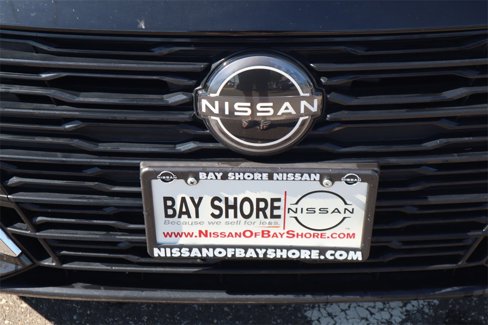 NISSAN
BAY SHORE NISSAN
BAY SHORE NISSAN
Because we sell for less.
www.NissanOfBayShore.com
NISSANOFBAYSHORE.COM